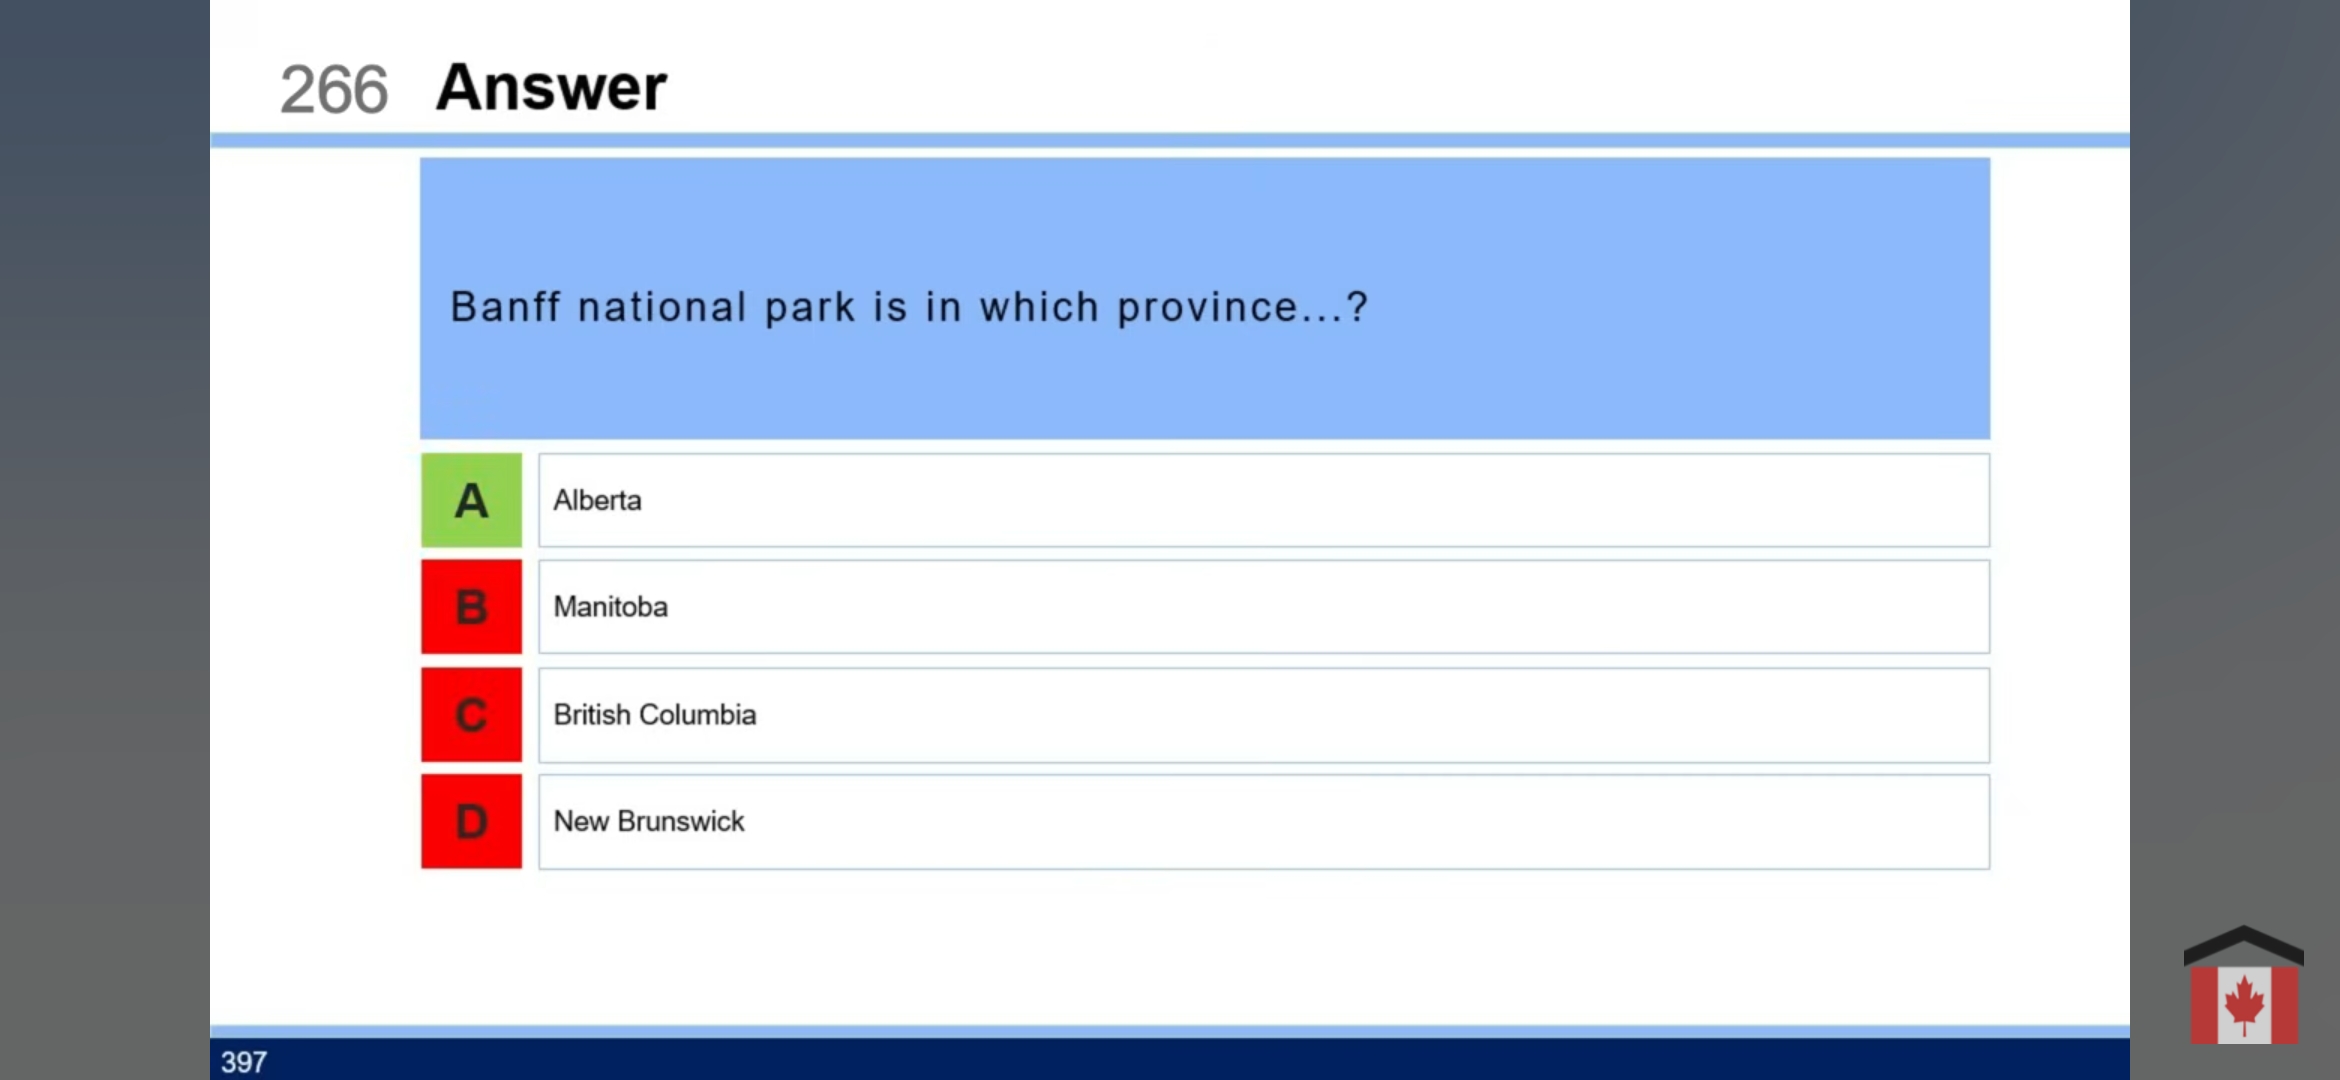 266 Answer
Banff national park is in which province...?
A Alberta
B Manitoba
C British Columbia
D New Brunswick
397